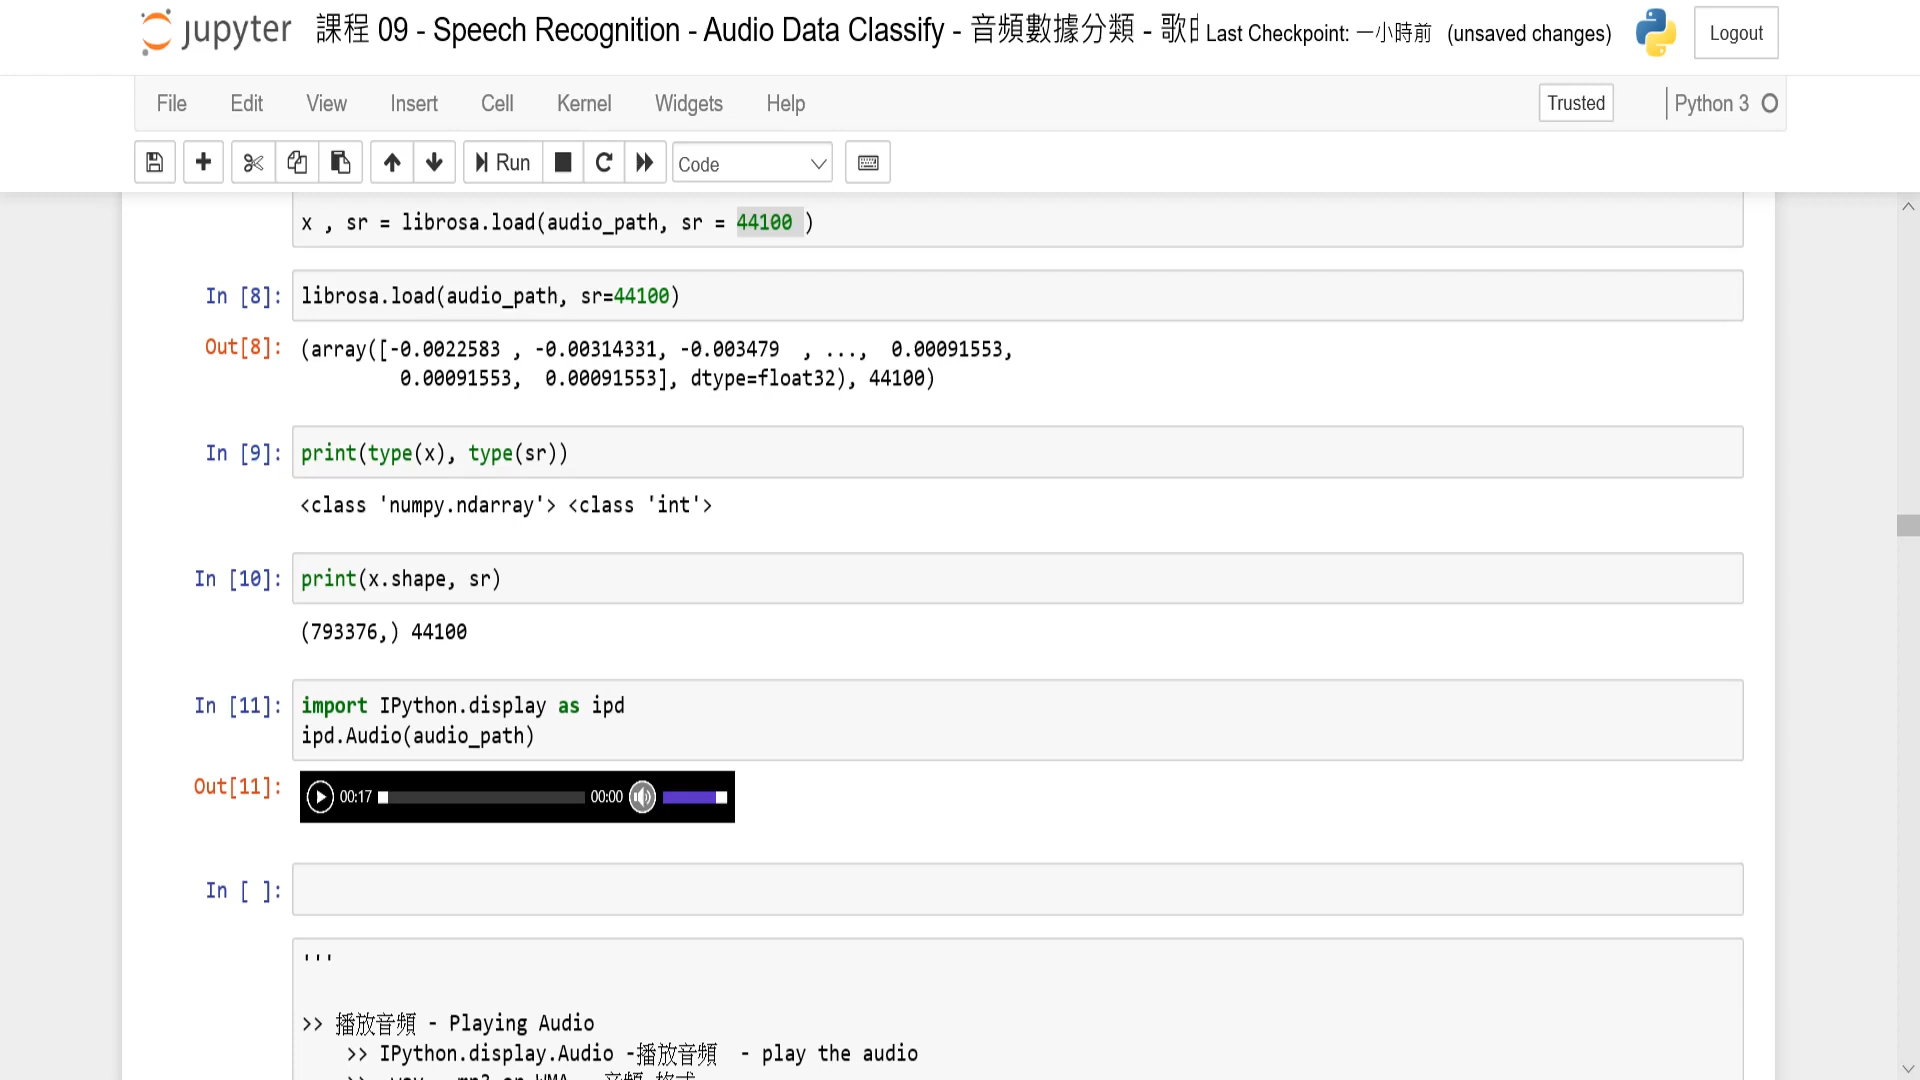 jupyter 課程 09 - Speech Recognition - Audio Data Classify - 音頻數據分類 - 歌 Last Checkpoint: 一小時前 (unsaved changes) Logout
File Edit View Insert Cell Kernel Widgets Help Trusted Python 3
Run Code
x , sr = librosa.load(audio_path, sr = 44100 )
In [8]: librosa.load(audio_path, sr=44100)
Out[8]: (array([-0.0022583 , -0.00314331, -0.003479  , ...,  0.00091553,
0.00091553,  0.00091553], dtype=float32), 44100)
In [9]: print(type(x), type(sr))
<class 'numpy.ndarray'> <class 'int'>
In [10]: print(x.shape, sr)
(793376,) 44100
In [11]: import IPython.display as ipd
ipd.Audio(audio_path)
Out[11]: 00:17 00:00
In [ ]:
'''
>> 播放音頻 - Playing Audio
>> IPython.display.Audio -播放音頻  - play the audio